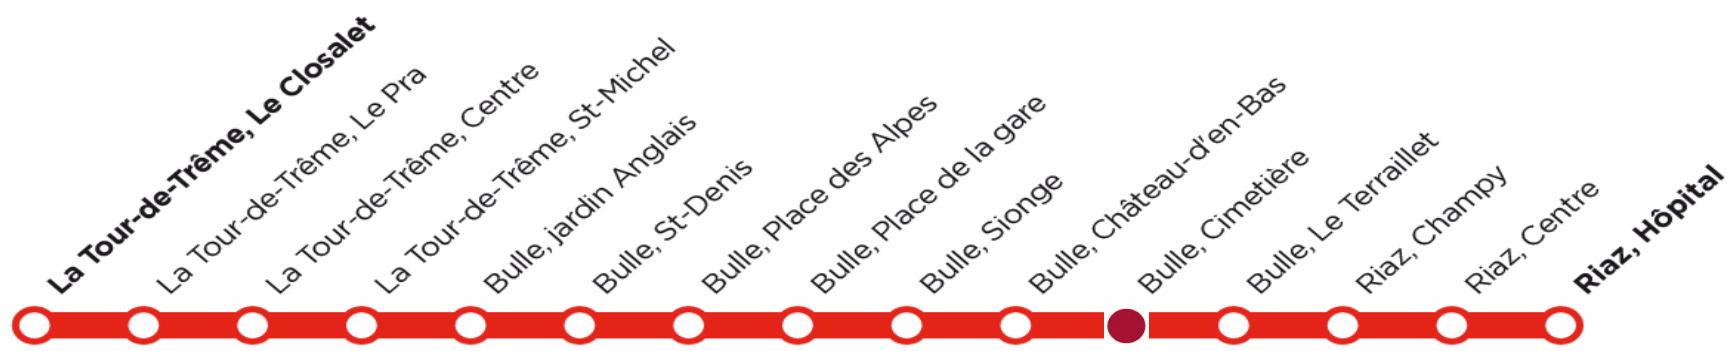 La Tour-de-Trême, Le Closalet
La Tour-de-Trême, Le Pra
La Tour-de-Trême, Centre
La Tour-de-Trême, St-Michel
Bulle, jardin Anglais
Bulle, St-Denis
Bulle, Place des Alpes
Bulle, Place de la gare
Bulle, Sionge
Bulle, Château-d'en-Bas
Bulle, Cimetière
Bulle, Le Terraillet
Riaz, Champy
Riaz, Centre
Riaz, Hôpital